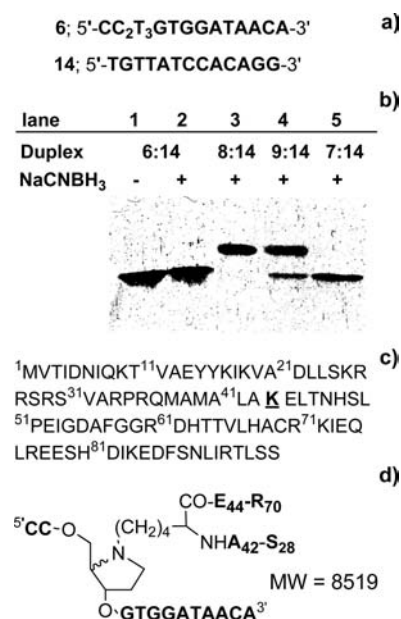 6; 5'-CC₂T₃GTGGATAACA-3' a)
14; 5'-TGTTATCCACAGG-3'
b)
lane 1 2 3 4 5
Duplex 6:14 8:14 9:14 7:14
NaCNBH₃ - + + + +
c)
¹MVTIDNIQKT¹¹VAEYYKIKVA²¹DLLSKR
RSRS³¹VARPRQMAMA⁴¹LA K ELTNHSL
⁵¹PEIGDAFGGR⁶¹DHTTVLHACR⁷¹KIEQ
LREESH⁸¹DIKEDFSNLIRTLSS
d)
CO-E₄₄-R₇₀
5'CC-O (CH₂)₄
N NHA₄₂-S₂₈
MW = 8519
O-GTGGATAACA3'